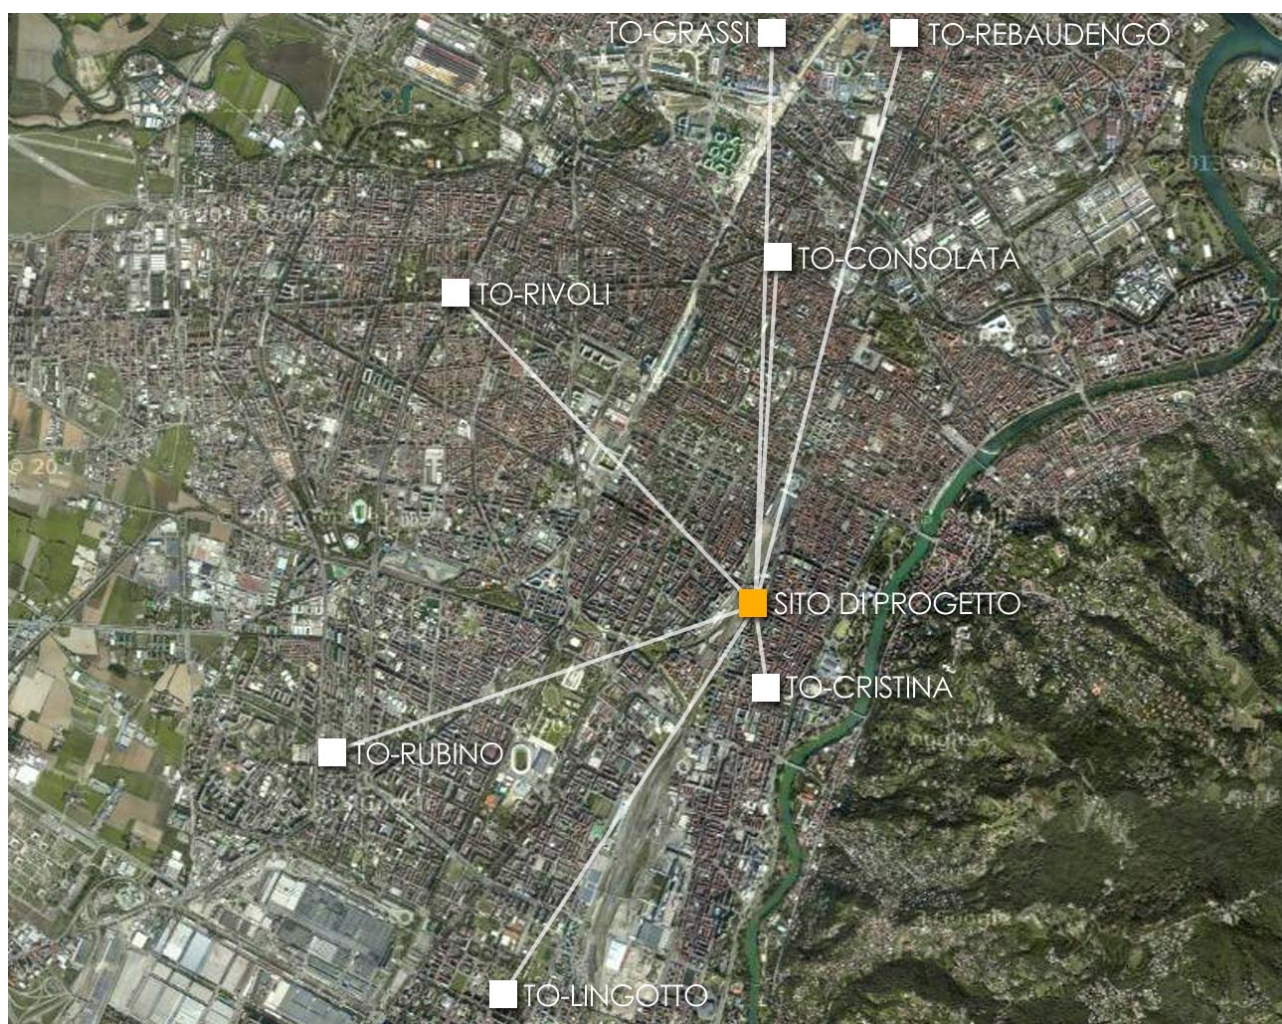 TO-GRASSI
TO-REBAUDENGO
TO-CONSOLATA
TO-RIVOLI
SITO DI PROGETTO
TO-CRISTINA
TO-RUBINO
TO-LINGOTTO